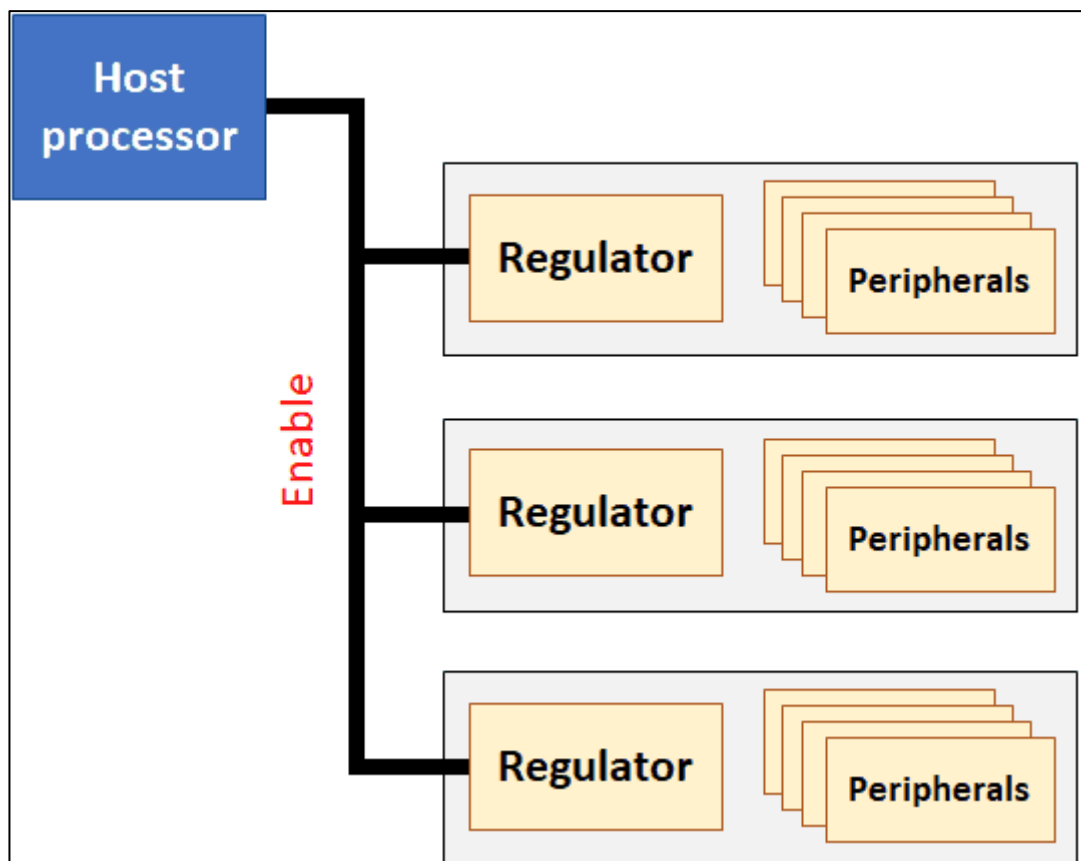 Host
processor
Regulator
Peripherals
Enable
Regulator
Peripherals
Regulator
Peripherals